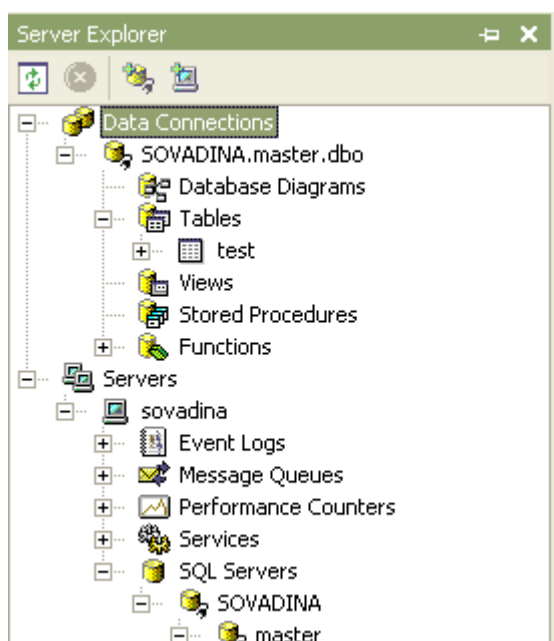 Server Explorer
Data Connections
SOVADINA.master.dbo
Database Diagrams
Tables
test
Views
Stored Procedures
Functions
Servers
sovadina
Event Logs
Message Queues
Performance Counters
Services
SQL Servers
SOVADINA
master